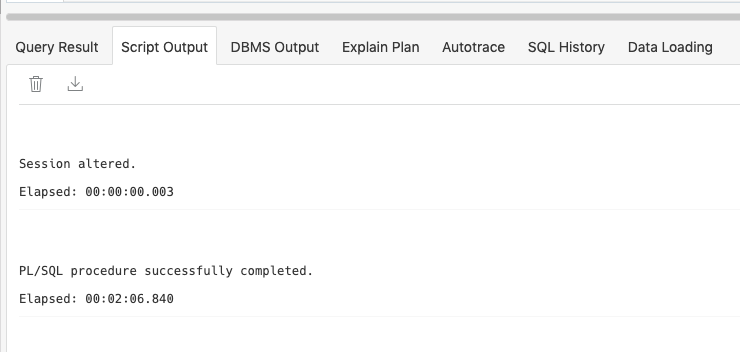 Query Result Script Output DBMS Output Explain Plan Autotrace SQL History Data Loading
Session altered.
Elapsed: 00:00:00.003
PL/SQL procedure successfully completed.
Elapsed: 00:02:06.840